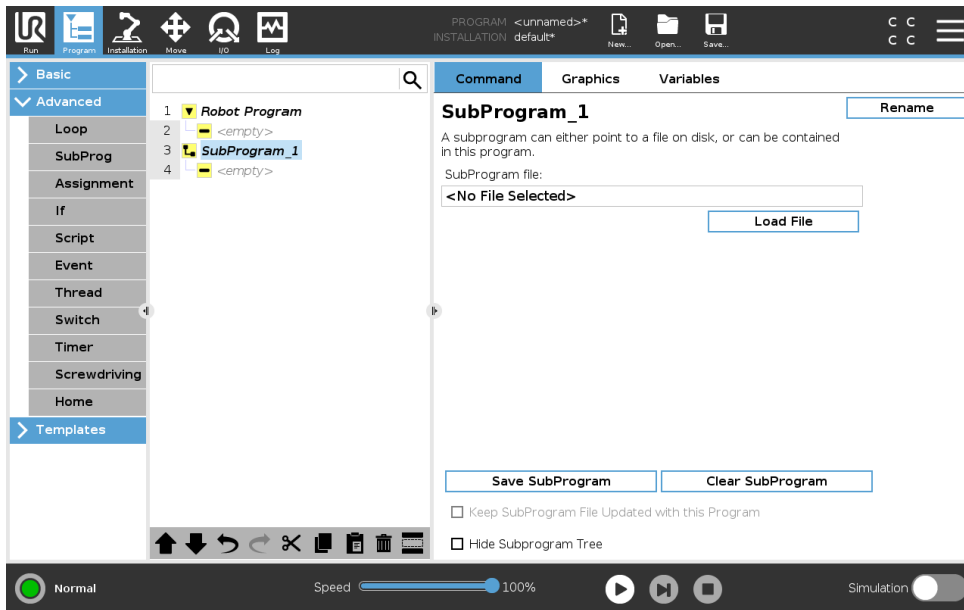 UR
PROGRAM <unnamed>*
INSTALLATION default*
Run
Program
Installation
Move
I/O
Log
New...
Open...
Save...
C C
C C
Basic
Advanced
Loop
SubProg
Assignment
If
Script
Event
Thread
Switch
Timer
Screwdriving
Home
Templates
1 Robot Program
2 <empty>
3 SubProgram_1
4 <empty>
Command Graphics Variables
SubProgram_1
Rename
A subprogram can either point to a file on disk, or can be contained
in this program.
SubProgram file:
<No File Selected>
Load File
Save SubProgram
Clear SubProgram
Keep SubProgram File Updated with this Program
Hide Subprogram Tree
Normal
Speed
100%
Simulation